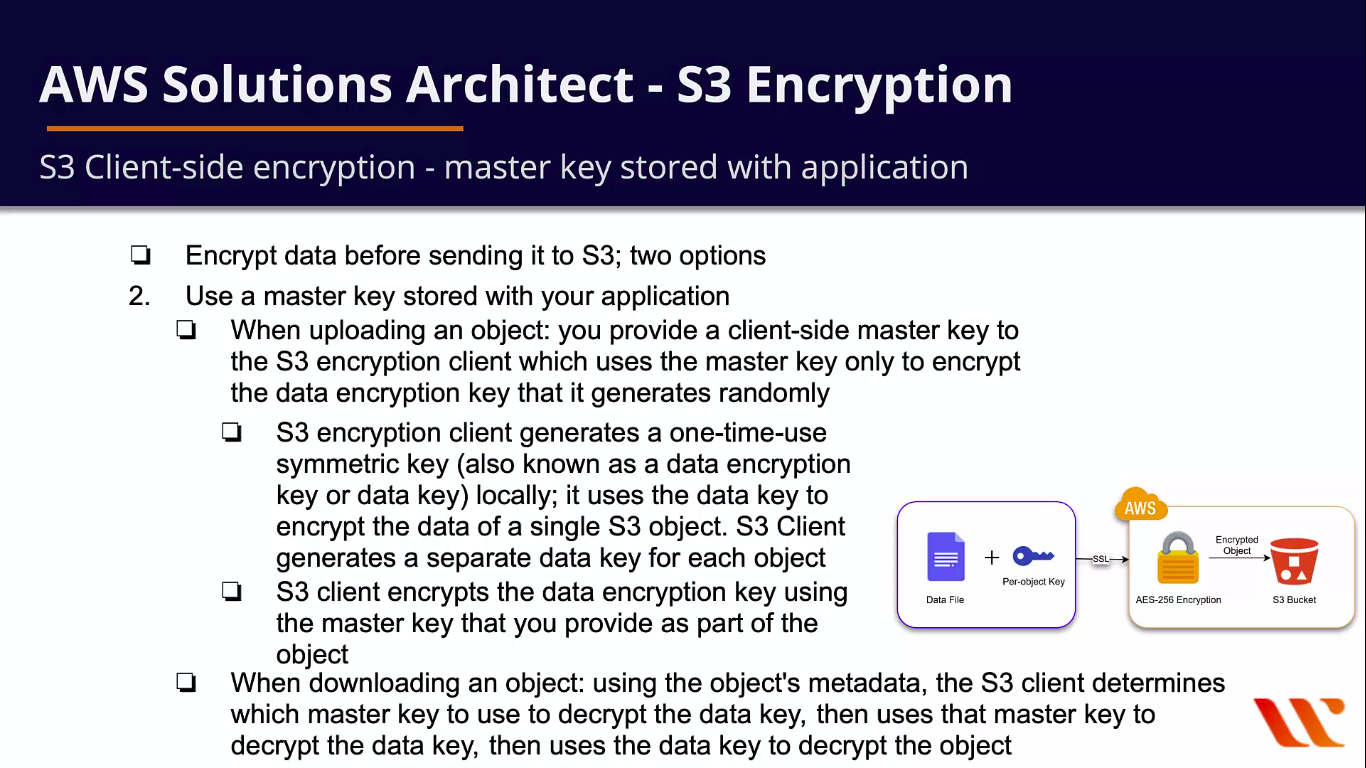 AWS Solutions Architect - S3 Encryption
S3 Client-side encryption - master key stored with application
❏ Encrypt data before sending it to S3; two options
2. Use a master key stored with your application
❏ When uploading an object: you provide a client-side master key to
the S3 encryption client which uses the master key only to encrypt
the data encryption key that it generates randomly
❏ S3 encryption client generates a one-time-use
symmetric key (also known as a data encryption
key or data key) locally; it uses the data key to
encrypt the data of a single S3 object. S3 Client
generates a separate data key for each object
❏ S3 client encrypts the data encryption key using
the master key that you provide as part of the
object
❏ When downloading an object: using the object's metadata, the S3 client determines
which master key to use to decrypt the data key, then uses that master key to
decrypt the data key, then uses the data key to decrypt the object
Data File
+
Per-object Key
SSL
AWS
AES-256 Encryption
Encrypted
Object
S3 Bucket